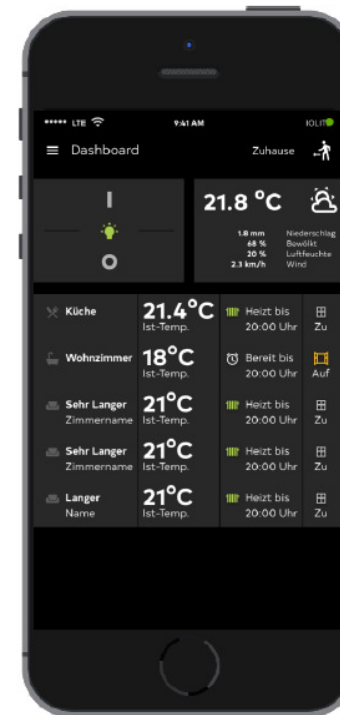 LTE 9:41 AM IOLITE
Dashboard Zuhause
I
O
21.8 °C
1.8 mm Niederschlag
68 % Bewölkt
20 % Luftfeuchte
2.3 km/h Wind
Küche 21.4°C Heizt bis
Ist-Temp. 20:00 Uhr Zu
Wohnzimmer 18°C Bereit bis
Ist-Temp. 20:00 Uhr Auf
Sehr Langer 21°C Heizt bis
Zimmername Ist-Temp. 20:00 Uhr Zu
Sehr Langer 21°C Heizt bis
Zimmername Ist-Temp. 20:00 Uhr Zu
Langer 21°C Heizt bis
Name Ist-Temp. 20:00 Uhr Zu